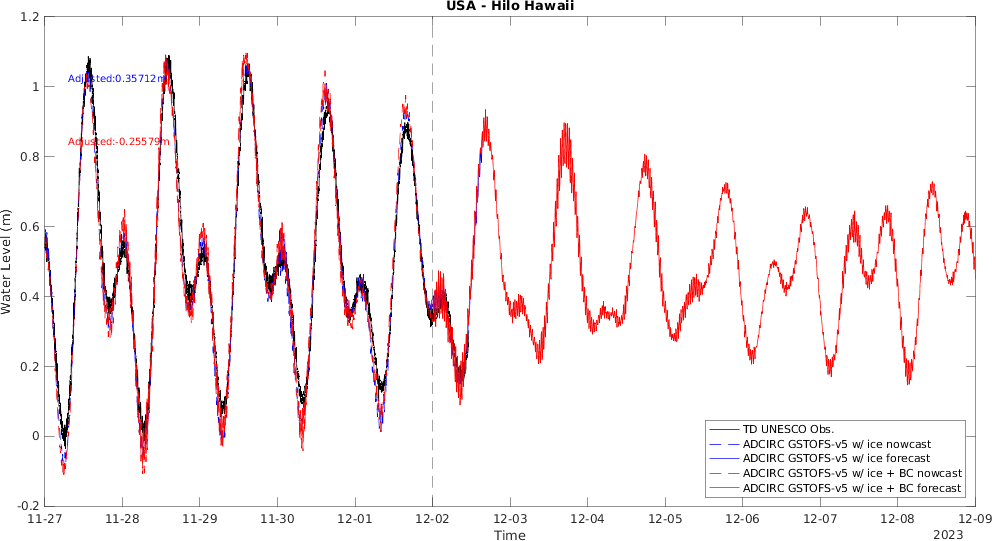 USA - Hilo Hawaii
Water Level (m)
1.2
1
0.8
0.6
0.4
0.2
0
-0.2
Adjusted:0.35712m
Adjusted:-0.25579m
TD UNESCO Obs.
ADCIRC GSTOFS-v5 w/ ice nowcast
ADCIRC GSTOFS-v5 w/ ice forecast
ADCIRC GSTOFS-v5 w/ ice + BC nowcast
ADCIRC GSTOFS-v5 w/ ice + BC forecast
11-27 11-28 11-29 11-30 12-01 12-02 12-03 12-04 12-05 12-06 12-07 12-08 12-09
Time
2023